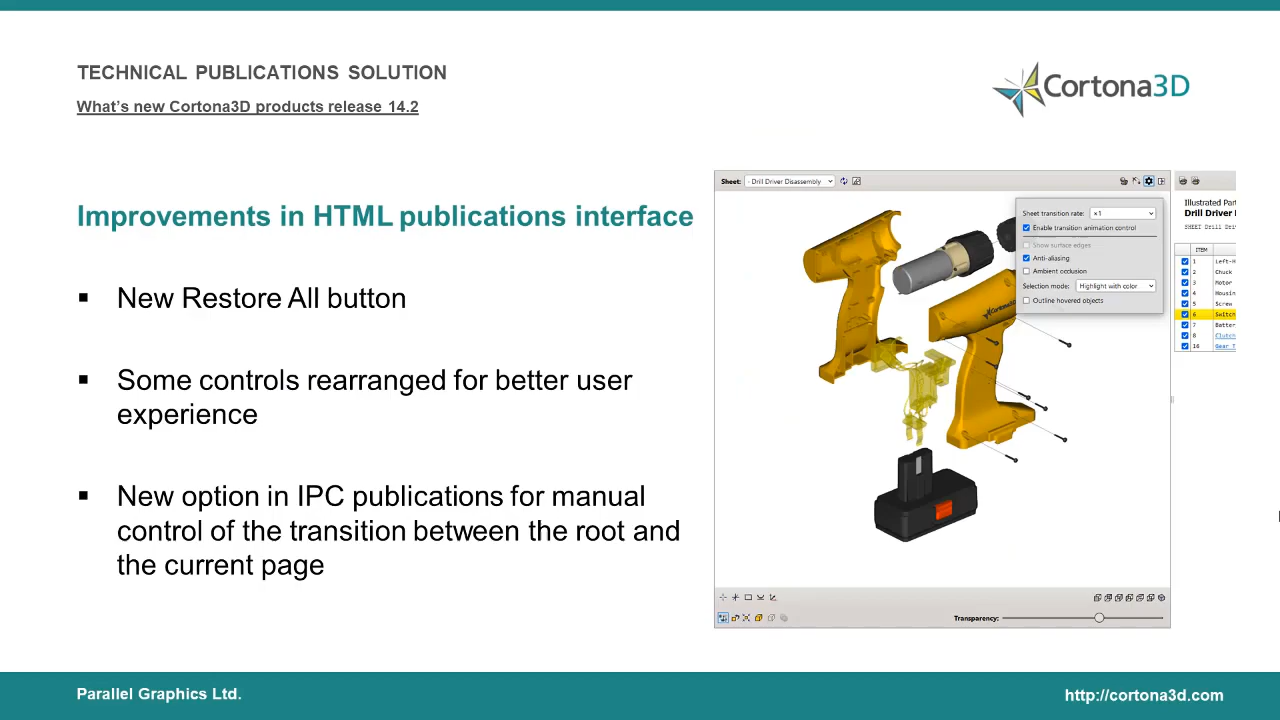 TECHNICAL PUBLICATIONS SOLUTION
What's new Cortona3D products release 14.2
Cortona3D
Improvements in HTML publications interface
▪ New Restore All button
▪ Some controls rearranged for better user
experience
▪ New option in IPC publications for manual
control of the transition between the root and
the current page
Sheet: - Drill Driver Disassembly
Sheet transition rate: ×1
Enable transition animation control
Show surface edges
Anti-aliasing
Ambient occlusion
Selection mode: Highlight with color
Outline hovered objects
Cortona3D
Transparency:
Illustrated Part
Drill Driver
SHEET Drill Dri
ITEM
1 Left-H
2 Chuck
3 Motor
4 Housin
5 Screw
6 Switch
7 Batter
8 Clutch
16 Gear T
Parallel Graphics Ltd.
http://cortona3d.com